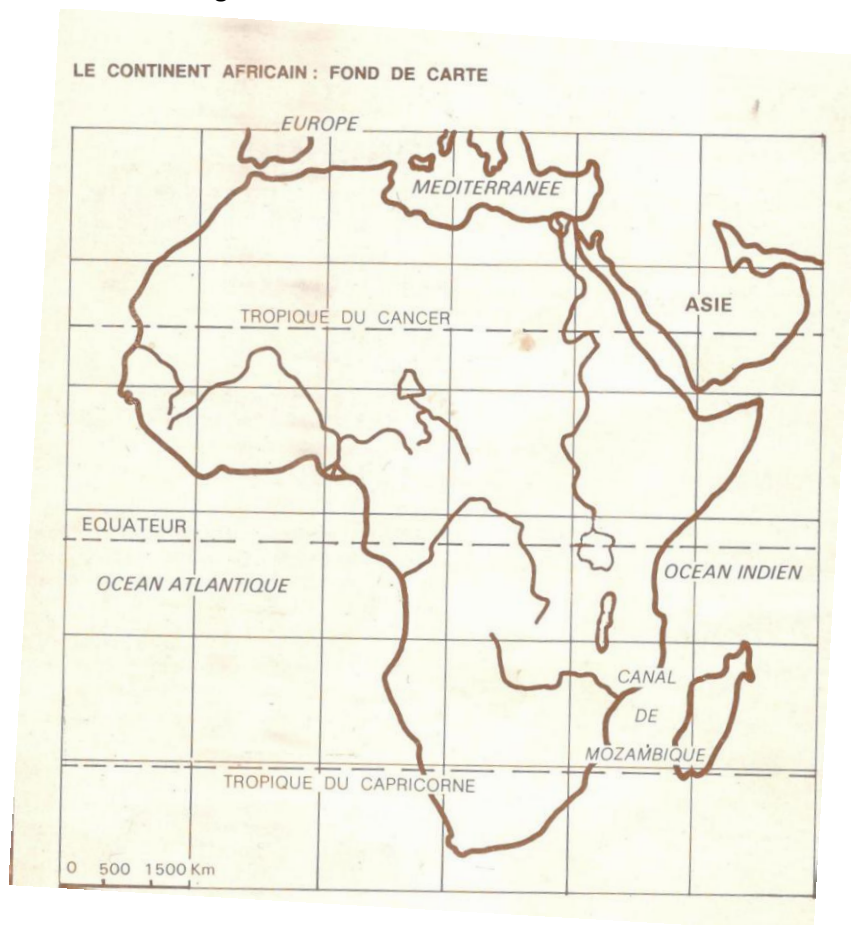 LE CONTINENT AFRICAIN : FOND DE CARTE
EUROPE
MEDITERRANEE
ASIE
TROPIQUE DU CANCER
EQUATEUR
OCEAN ATLANTIQUE
OCEAN INDIEN
CANAL
DE
MOZAMBIQUE
TROPIQUE DU CAPRICORNE
0 500 1500 Km